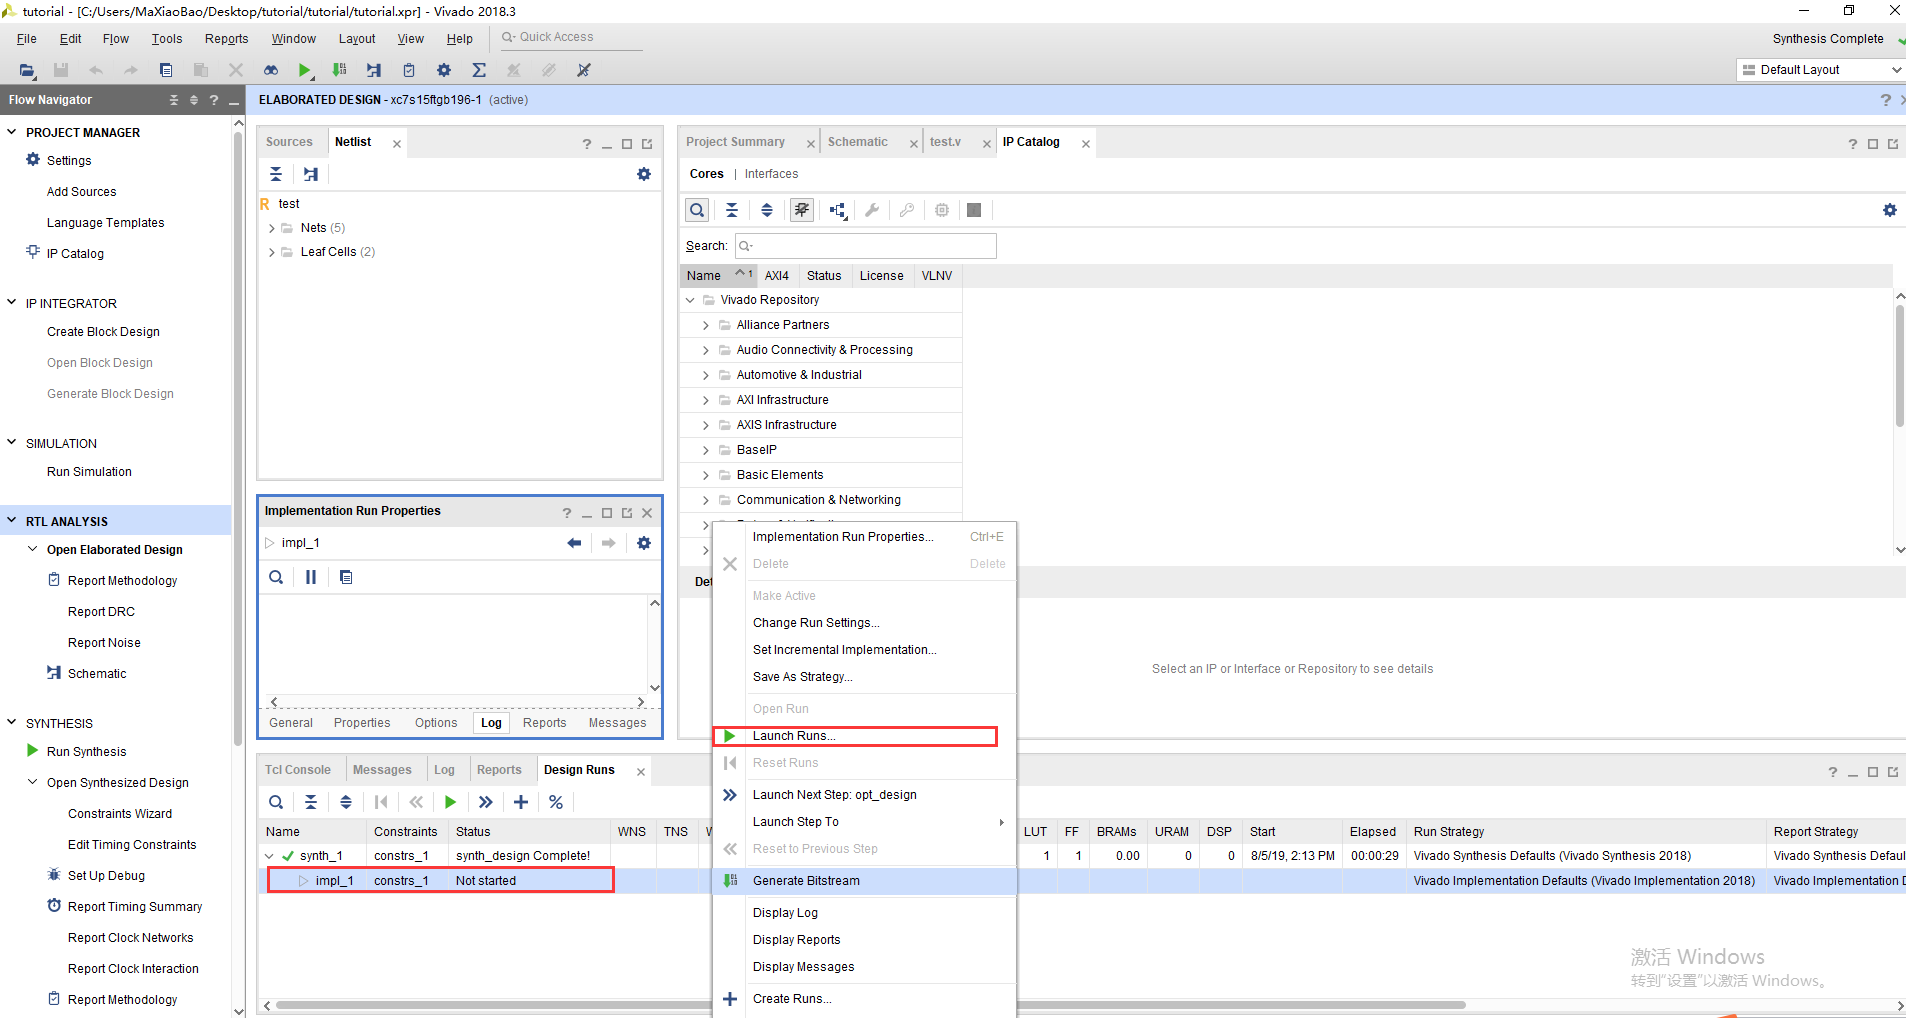 tutorial - [C:/Users/MaXiaoBao/Desktop/tutorial/tutorial/tutorial.xpr] - Vivado 2018.3
File Edit Flow Tools Reports Window Layout View Help Quick Access
Synthesis Complete
Default Layout
Flow Navigator
ELABORATED DESIGN - xc7s15ftgb196-1 (active)
PROJECT MANAGER
Settings
Add Sources
Language Templates
IP Catalog
IP INTEGRATOR
Create Block Design
Open Block Design
Generate Block Design
SIMULATION
Run Simulation
RTL ANALYSIS
Open Elaborated Design
Report Methodology
Report DRC
Report Noise
Schematic
SYNTHESIS
Run Synthesis
Open Synthesized Design
Constraints Wizard
Edit Timing Constraints
Set Up Debug
Report Timing Summary
Report Clock Networks
Report Clock Interaction
Report Methodology
Sources Netlist
R test
Nets (5)
Leaf Cells (2)
Implementation Run Properties
impl_1
General Properties Options Log Reports Messages
Project Summary Schematic test.v IP Catalog
Cores | Interfaces
Search:
Name 1 AXI4 Status License VLNV
Vivado Repository
Alliance Partners
Audio Connectivity & Processing
Automotive & Industrial
AXI Infrastructure
AXIS Infrastructure
BaseIP
Basic Elements
Communication & Networking
Det
Select an IP or Interface or Repository to see details
Implementation Run Properties... Ctrl+E
Delete Delete
Make Active
Change Run Settings...
Set Incremental Implementation...
Save As Strategy...
Open Run
Launch Runs...
Reset Runs
Launch Next Step: opt_design
Launch Step To
Reset to Previous Step
Generate Bitstream
Display Log
Display Reports
Display Messages
Create Runs...
Tcl Console Messages Log Reports Design Runs
Name Constraints Status WNS TNS W LUT FF BRAMs URAM DSP Start Elapsed Run Strategy Report Strategy
synth_1 constrs_1 synth_design Complete! 1 1 0.00 0 0 8/5/19, 2:13 PM 00:00:29 Vivado Synthesis Defaults (Vivado Synthesis 2018) Vivado Synthesis Defaul
impl_1 constrs_1 Not started Vivado Implementation Defaults (Vivado Implementation 2018) Vivado Implementation D
激活 Windows
转到"设置"以激活 Windows。